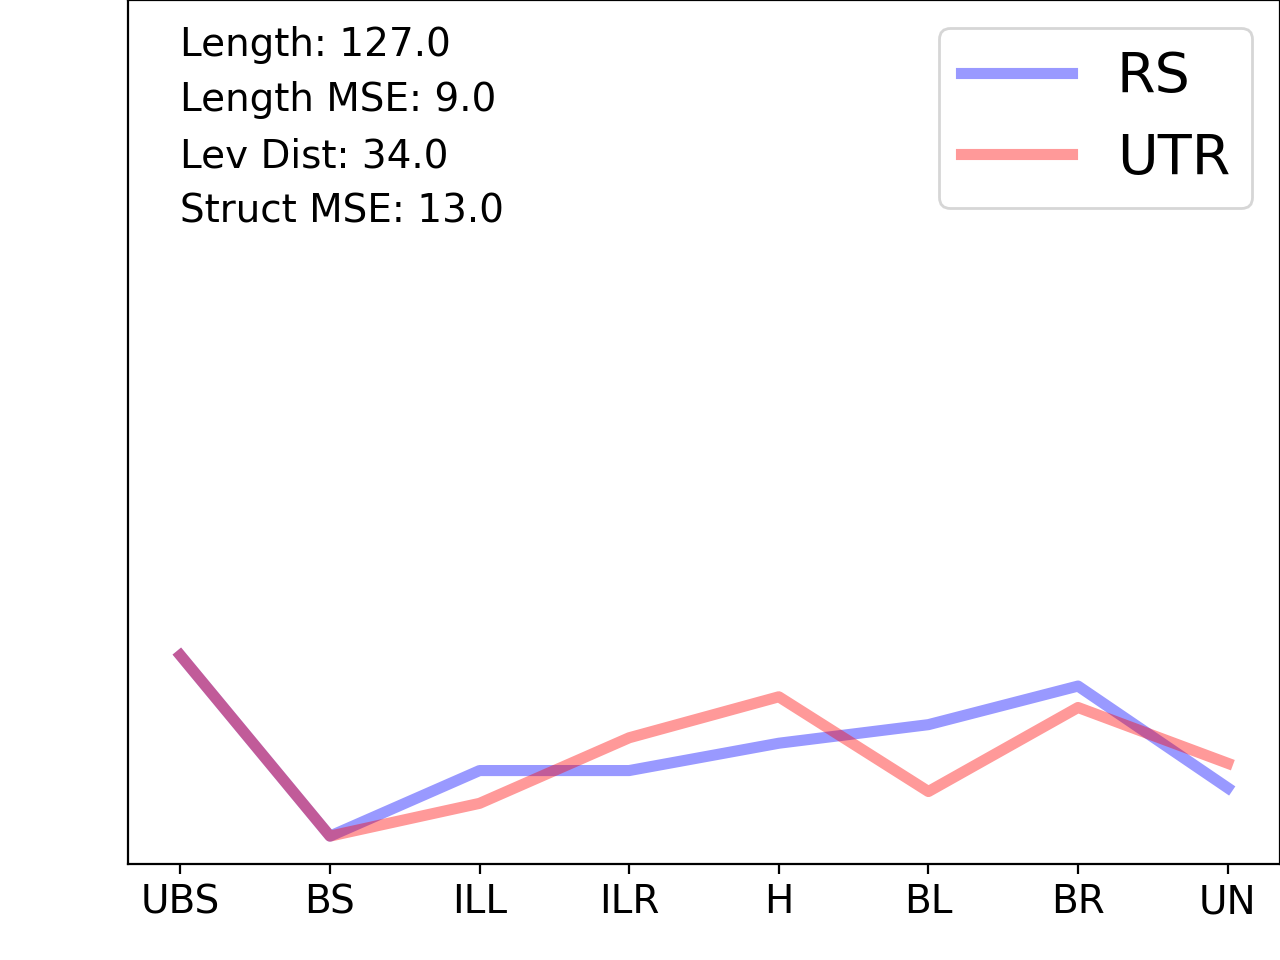 Length: 127.0
Length MSE: 9.0
Lev Dist: 34.0
Struct MSE: 13.0
RS
UTR
UBS BS ILL ILR H BL BR UN